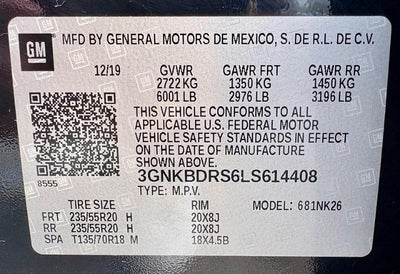 GM MFD BY GENERAL MOTORS DE MEXICO, S. DE R.L. DE C.V.
12/19 GVWR GAWR FRT GAWR RR
2722 KG 1350 KG 1450 KG
6001 LB 2976 LB 3196 LB
THIS VEHICLE CONFORMS TO ALL
APPLICABLE U.S. FEDERAL MOTOR
VEHICLE SAFETY STANDARDS IN EFFECT
ON THE DATE OF MANUFACTURE
SHOWN ABOVE.
8555 3GNKBDRS6LS614408
TYPE: M.P.V.
TIRE SIZE RIM MODEL: 681NK26
FRT 235/55R20 H 20X8J
RR 235/55R20 H 20X8J
SPA T135/70R18 M 18X4.5B